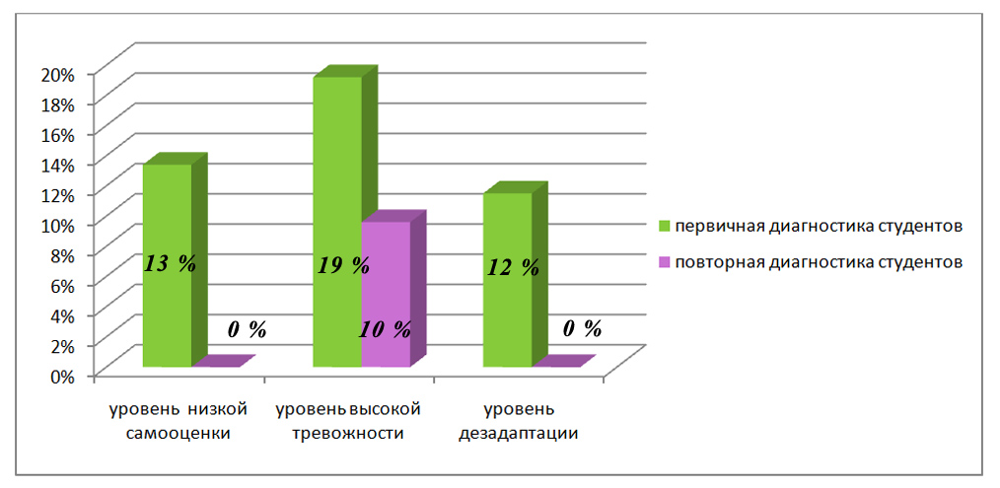 20%
18%
16%
14%
12%
10%
8%
6%
4%
2%
0%
13 %
0 %
19 %
10 %
12 %
0 %
уровень низкой
самооценки
уровень высокой
тревожности
уровень
дезадаптации
первичная диагностика студентов
повторная диагностика студентов